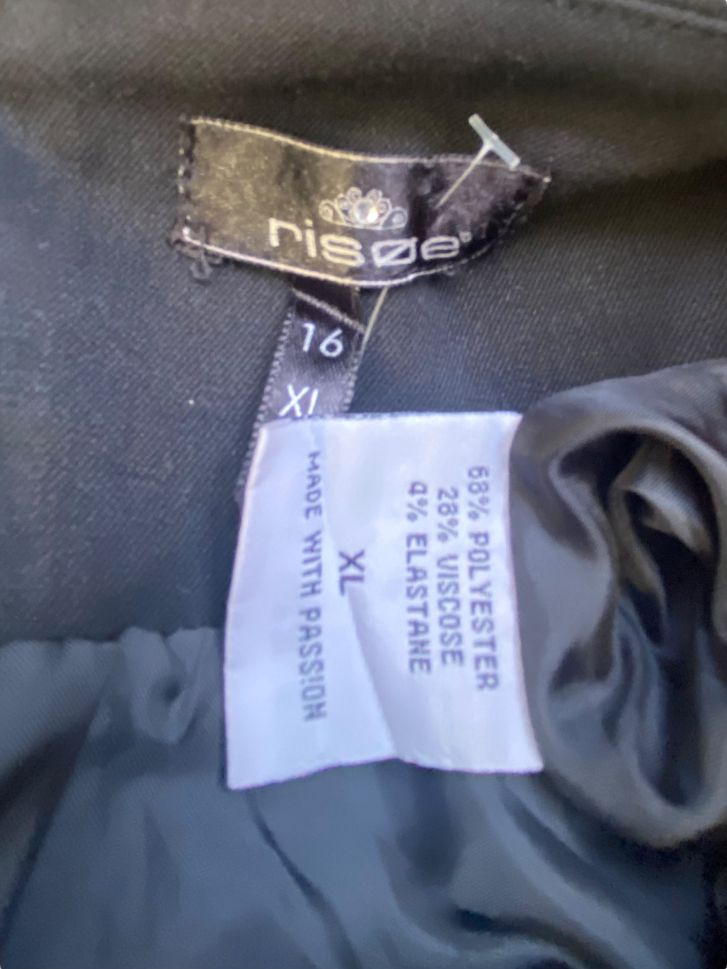 risøe
16
XL
68% POLYESTER
28% VISCOSE
4% ELASTANE
XL
MADE WITH PASSION